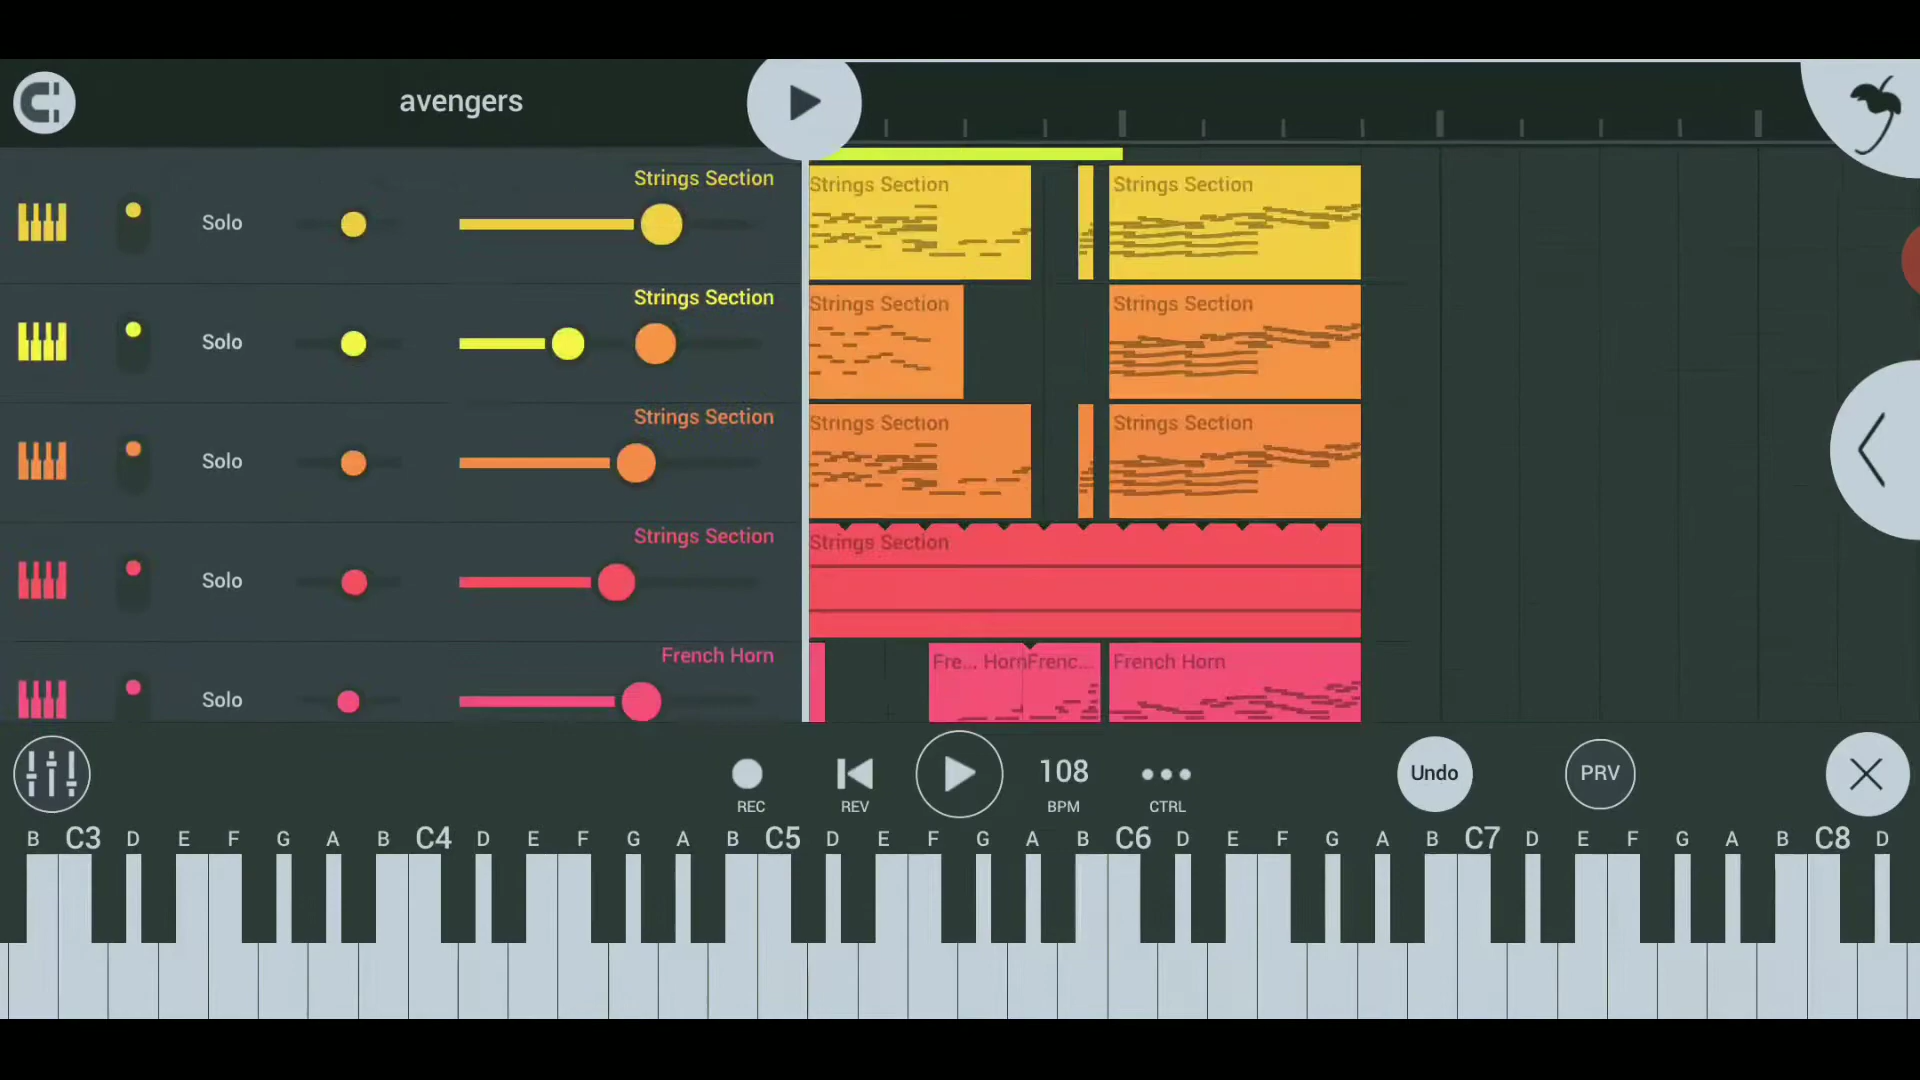 avengers
Strings Section
Solo
Strings Section
Strings Section
Strings Section
Solo
Strings Section
Strings Section
Strings Section
Solo
Strings Section
Strings Section
Strings Section
Solo
Strings Section
French Horn
Solo
Fre... Horn Frenc... French Horn
REC
REV
108
BPM
CTRL
Undo
PRV
B C3 D E F G A B C4 D E F G A B C5 D E F G A B C6 D E F G A B C7 D E F G A B C8 D